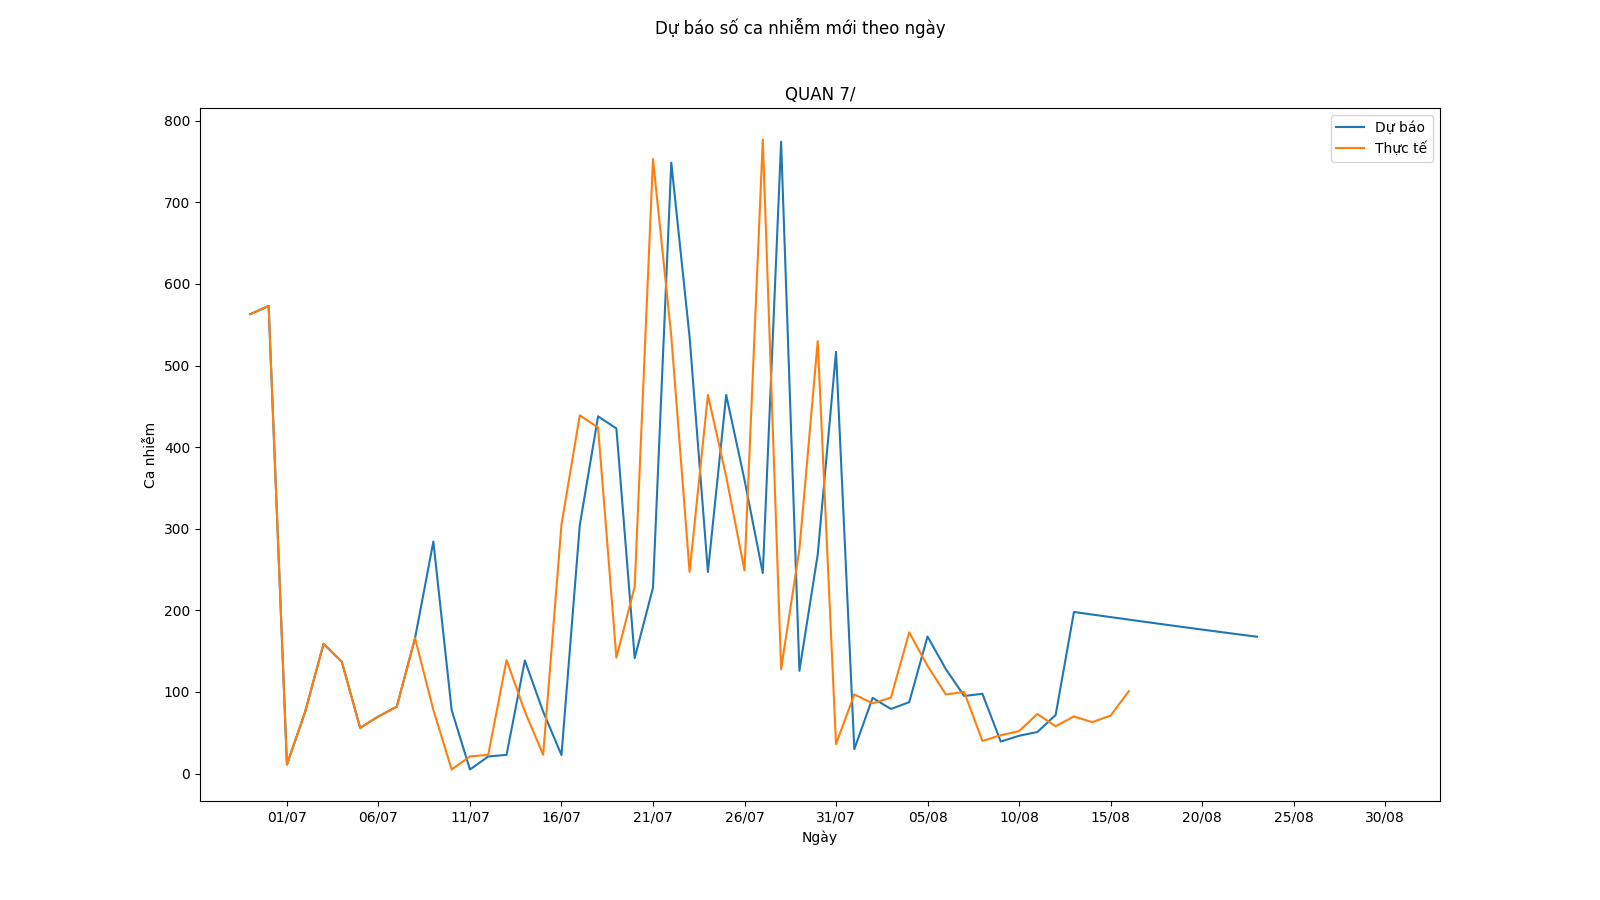 Dự báo số ca nhiễm mới theo ngày
QUAN 7/
Dự báo
Thực tế
800
700
600
500
400
300
200
100
0
Ca nhiễm
01/07 06/07 11/07 16/07 21/07 26/07 31/07 05/08 10/08 15/08 20/08 25/08 30/08
Ngày